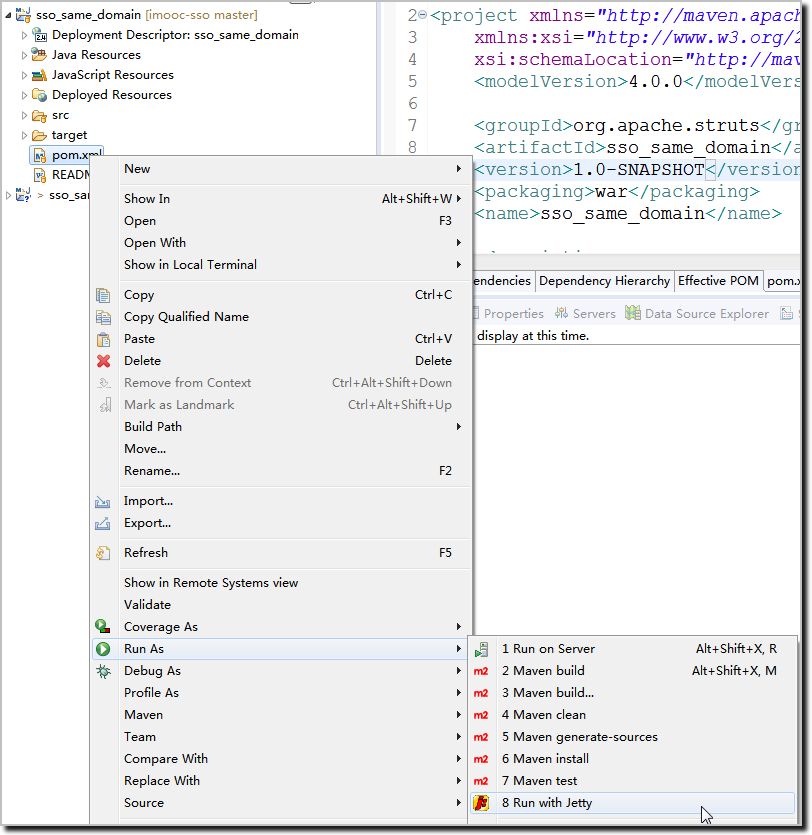 sso_same_domain [imooc-sso master]
Deployment Descriptor: sso_same_domain
Java Resources
JavaScript Resources
Deployed Resources
src
target
pom.xml
READM
> sso_sam
2 <project xmlns="http://maven.apach
3 xmlns:xsi="http://www.w3.org/2
4 xsi:schemaLocation="http://mav
5 <modelVersion>4.0.0</modelVers
6
7 <groupId>org.apache.struts</gr
8 <artifactId>sso_same_domain</a
<version>1.0-SNAPSHOT</version
<packaging>war</packaging>
<name>sso_same_domain</name>
endencies Dependency Hierarchy Effective POM pom.x
Properties Servers Data Source Explorer S
display at this time.
New
Show In Alt+Shift+W
Open F3
Open With
Show in Local Terminal
Copy Ctrl+C
Copy Qualified Name
Paste Ctrl+V
Delete Delete
Remove from Context Ctrl+Alt+Shift+Down
Mark as Landmark Ctrl+Alt+Shift+Up
Build Path
Move...
Rename... F2
Import...
Export...
Refresh F5
Show in Remote Systems view
Validate
Coverage As
Run As
Debug As
Profile As
Maven
Team
Compare With
Replace With
Source
1 Run on Server Alt+Shift+X, R
m2 2 Maven build Alt+Shift+X, M
m2 3 Maven build...
m2 4 Maven clean
m2 5 Maven generate-sources
m2 6 Maven install
m2 7 Maven test
8 Run with Jetty